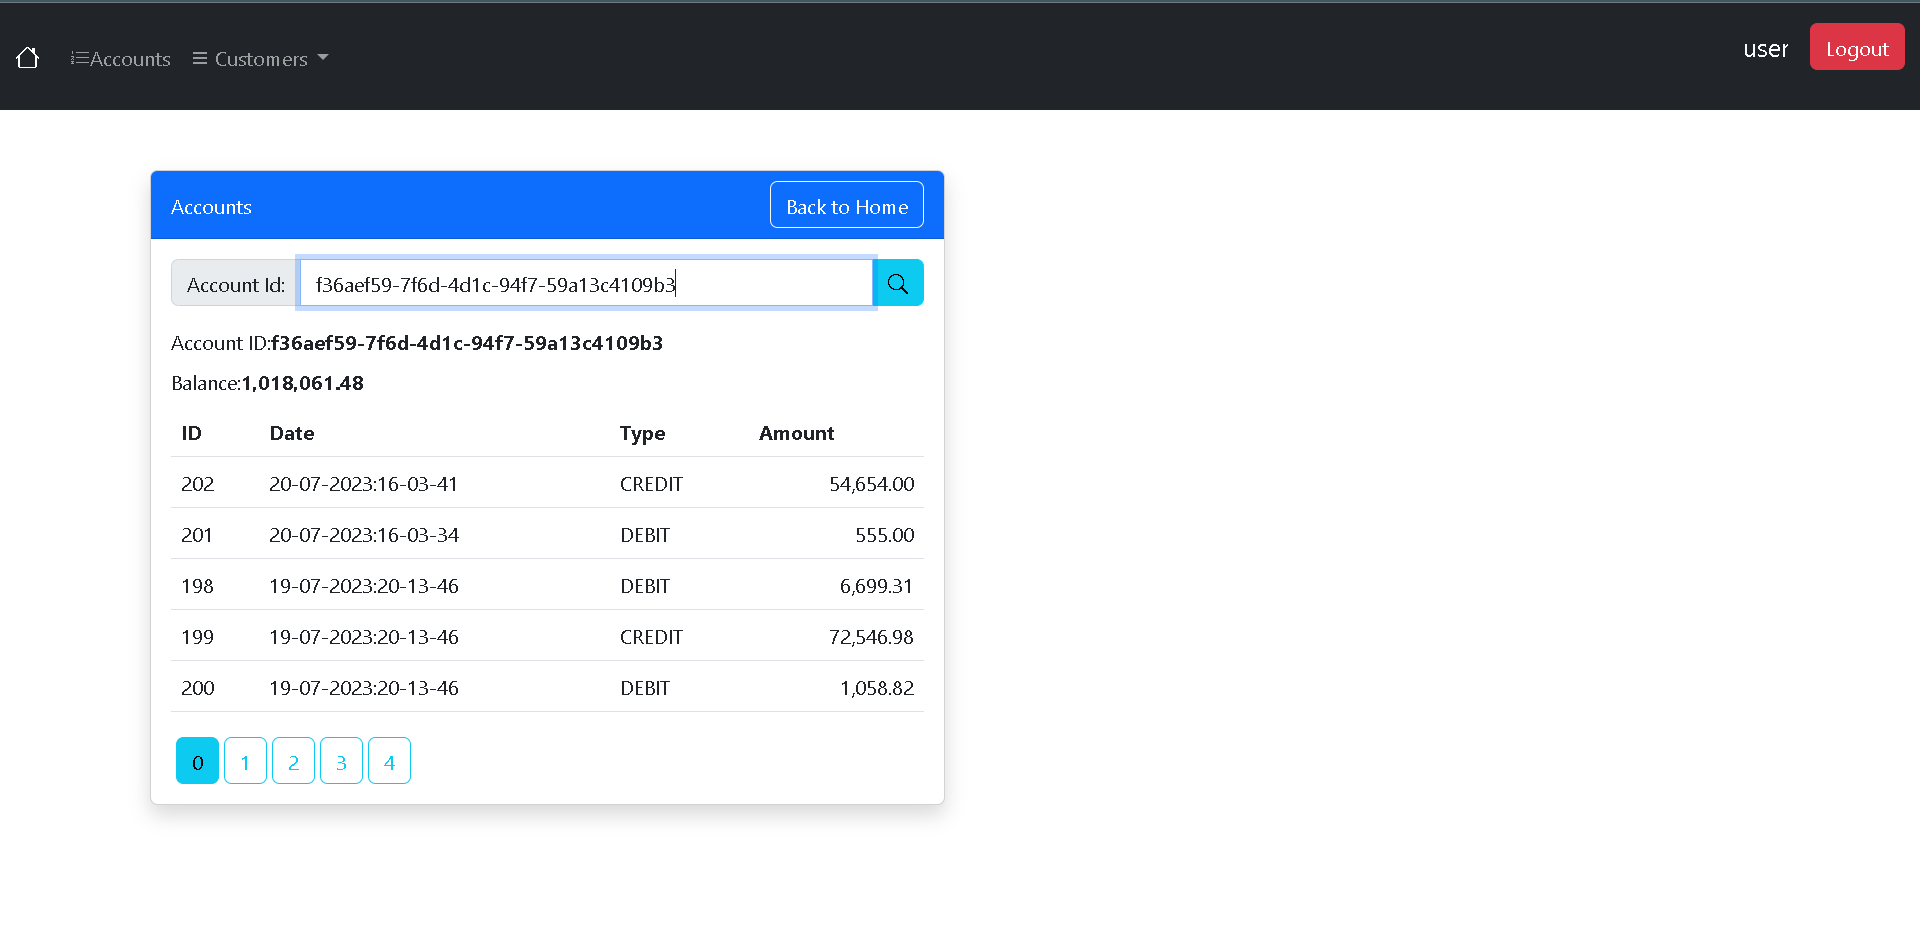 Accounts Customers user Logout
Accounts Back to Home
Account Id: f36aef59-7f6d-4d1c-94f7-59a13c4109b3
Account ID:f36aef59-7f6d-4d1c-94f7-59a13c4109b3
Balance:1,018,061.48
ID Date Type Amount
202 20-07-2023:16-03-41 CREDIT 54,654.00
201 20-07-2023:16-03-34 DEBIT 555.00
198 19-07-2023:20-13-46 DEBIT 6,699.31
199 19-07-2023:20-13-46 CREDIT 72,546.98
200 19-07-2023:20-13-46 DEBIT 1,058.82
0 1 2 3 4